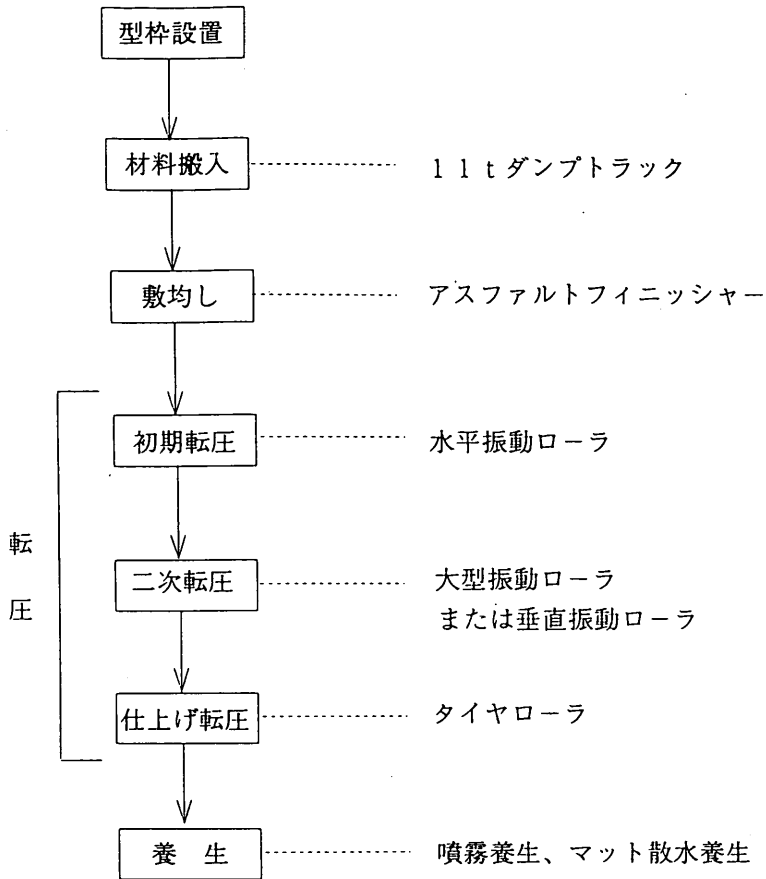 型枠設置
材料搬入
11tダンプトラック
敷均し
アスファルトフィニッシャー
転圧
初期転圧
水平振動ローラ
二次転圧
大型振動ローラ
または垂直振動ローラ
仕上げ転圧
タイヤローラ
養　生
噴霧養生、マット散水養生